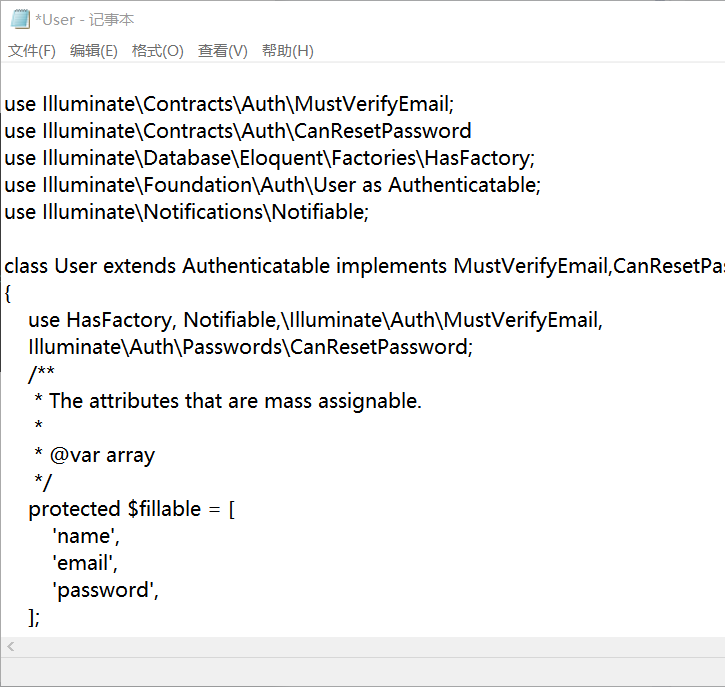 *User - 记事本
文件(F) 编辑(E) 格式(O) 查看(V) 帮助(H)
use Illuminate\Contracts\Auth\MustVerifyEmail;
use Illuminate\Contracts\Auth\CanResetPassword
use Illuminate\Database\Eloquent\Factories\HasFactory;
use Illuminate\Foundation\Auth\User as Authenticatable;
use Illuminate\Notifications\Notifiable;
class User extends Authenticatable implements MustVerifyEmail,CanResetPas
{
use HasFactory, Notifiable,\Illuminate\Auth\MustVerifyEmail,
Illuminate\Auth\Passwords\CanResetPassword;
/**
* The attributes that are mass assignable.
*
* @var array
*/
protected $fillable = [
'name',
'email',
'password',
];